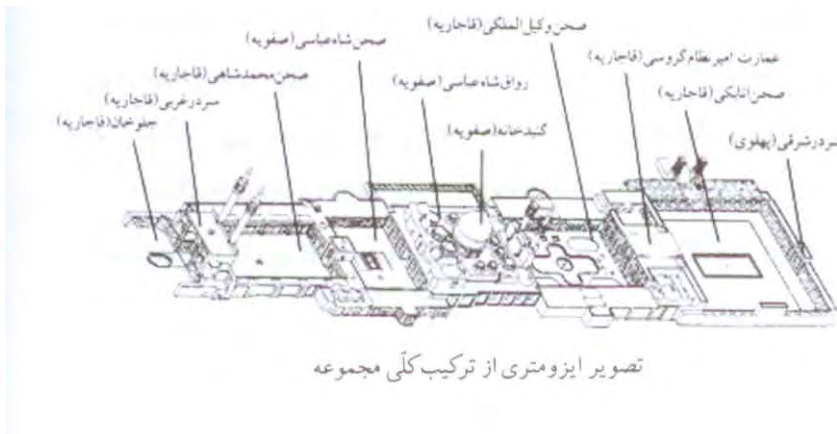 صحن وکیل الملکی (قاجاریه)
صحن شاه عباسی (صفویه)
عمارت امیر نظام گروسی (قاجاریه)
صحن محمدشاهی (قاجاریه)
رواق شاه عباسی (صفویه)
صحن اتابکی (قاجاریه)
سردر غربی (قاجاریه)
جلوخان (قاجاریه)
گنبدخانه (صفویه)
سردر شرقی (پهلوی)
تصویر ایزومتری از ترکیب کلّی مجموعه